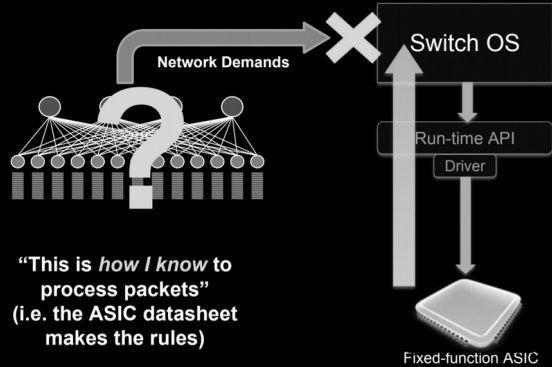 Network Demands
Switch OS
Run-time API
Driver
?
“This is how I know to
process packets”
(i.e. the ASIC datasheet
makes the rules)
Fixed-function ASIC